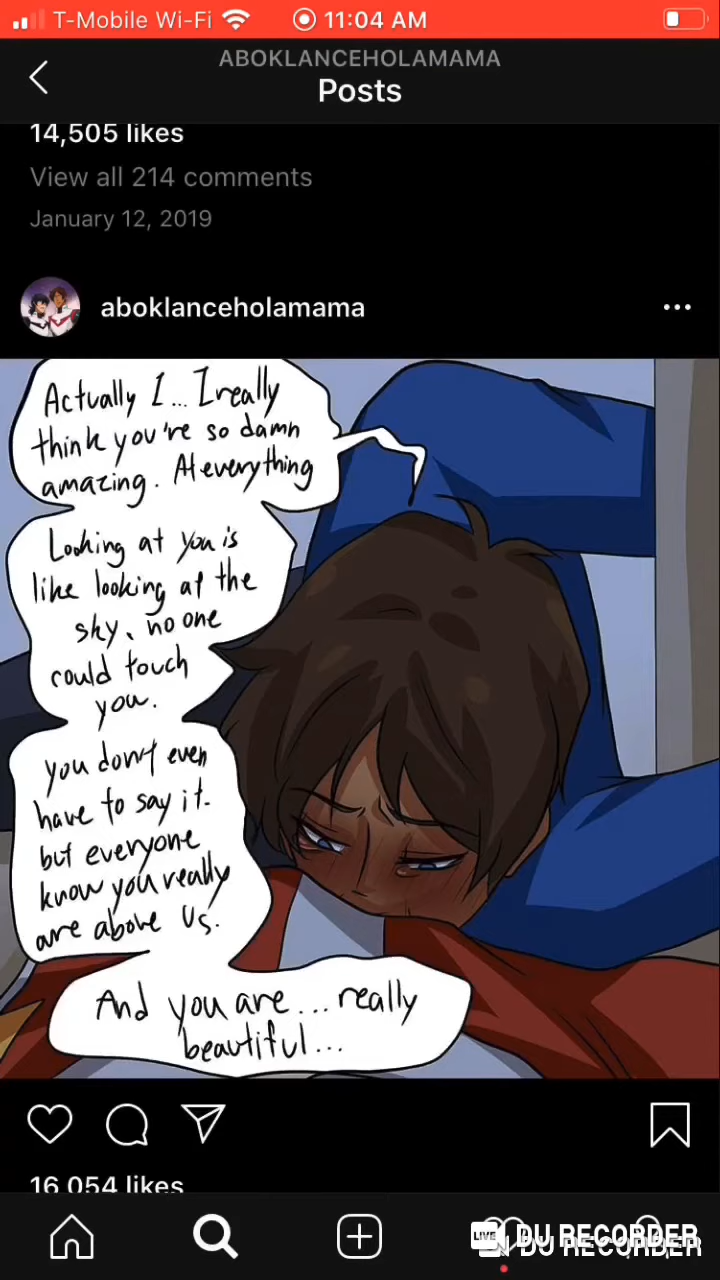 T-Mobile Wi-Fi 11:04 AM
ABOKLANCEHOLAMAMA
Posts
14,505 likes
View all 214 comments
January 12, 2019
aboklanceholamama
Actually I... I really
think you're so damn
amazing. At everything
Looking at you is
like looking at the
sky, no one
could touch
you.
you don't even
have to say it.
but everyone
know you really
are above us.
And you are... really
beautiful...
16,054 likes
LIVE DU RECORDER
DU RECORDER